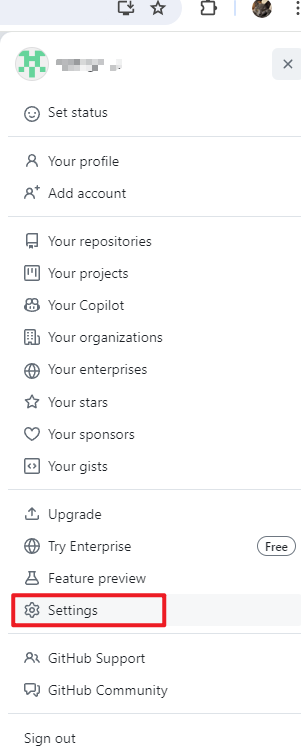 Set status
Your profile
Add account
Your repositories
Your projects
Your Copilot
Your organizations
Your enterprises
Your stars
Your sponsors
Your gists
Upgrade
Try Enterprise Free
Feature preview
Settings
GitHub Support
GitHub Community
Sign out